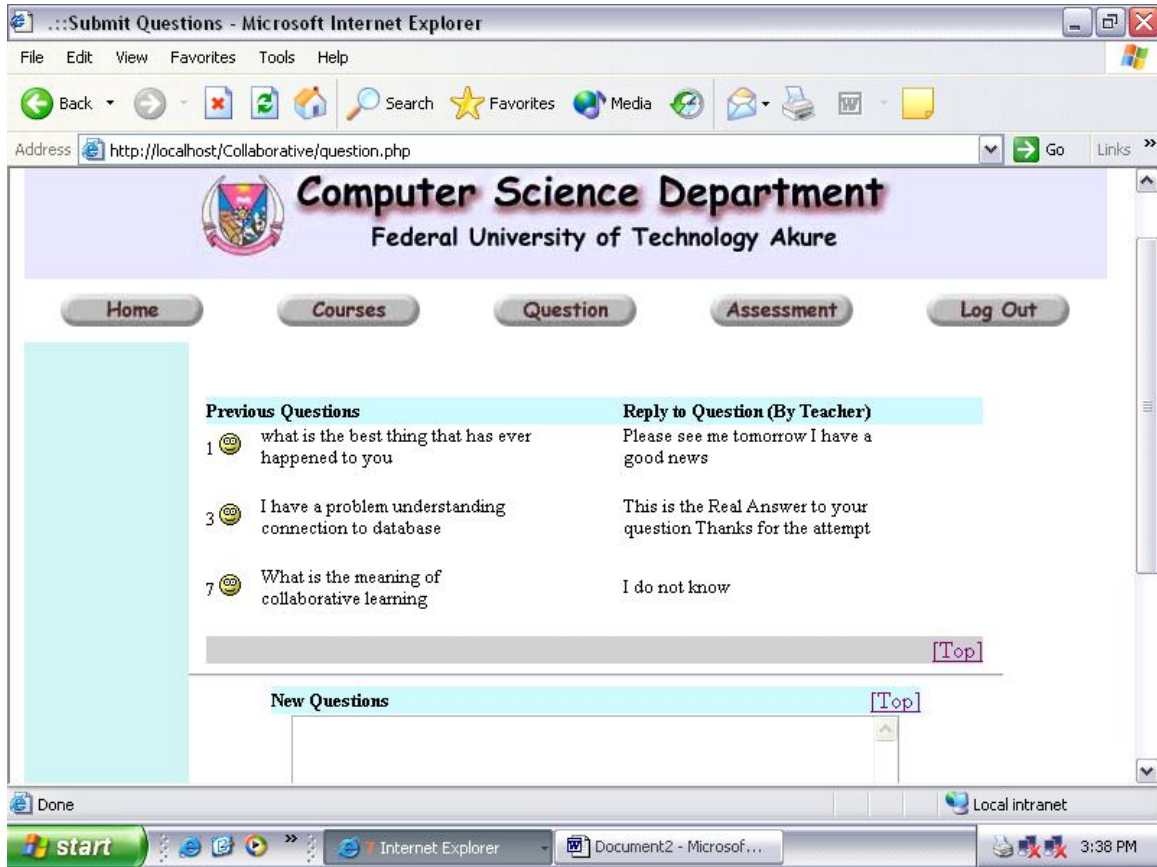 .::Submit Questions - Microsoft Internet Explorer
File Edit View Favorites Tools Help
Back Search Favorites Media
Address http://localhost/Collaborative/question.php Go Links »
Computer Science Department
Federal University of Technology Akure
Home Courses Question Assessment Log Out
Previous Questions Reply to Question (By Teacher)
1 what is the best thing that has ever happened to you Please see me tomorrow I have a good news
3 I have a problem understanding connection to database This is the Real Answer to your question Thanks for the attempt
7 What is the meaning of collaborative learning I do not know
[Top]
New Questions [Top]
Done Local intranet
start » 7 Internet Explorer Document2 - Microsof... 3:38 PM